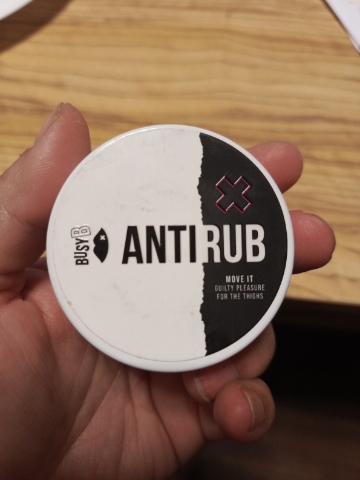 BUSY B
ANTIRUB
MOVE IT
GUILTY PLEASURE
FOR THE THIGHS